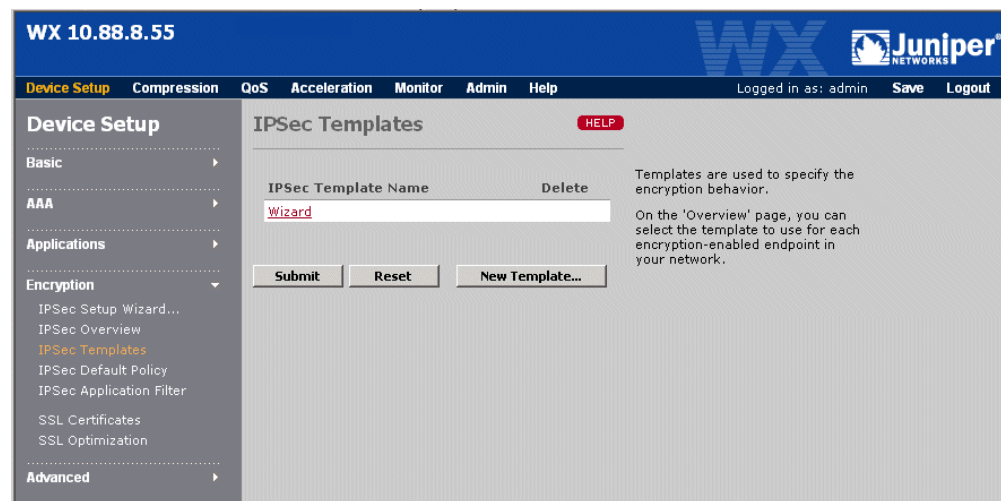 WX 10.88.8.55
WX
Juniper®
NETWORKS
Device Setup Compression QoS Acceleration Monitor Admin Help Logged in as: admin Save Logout
Device Setup
Basic
AAA
Applications
Encryption
IPSec Setup Wizard...
IPSec Overview
IPSec Templates
IPSec Default Policy
IPSec Application Filter
SSL Certificates
SSL Optimization
Advanced
IPSec Templates
HELP
IPSec Template Name Delete
Wizard
Submit Reset New Template...
Templates are used to specify the
encryption behavior.
On the 'Overview' page, you can
select the template to use for each
encryption-enabled endpoint in
your network.